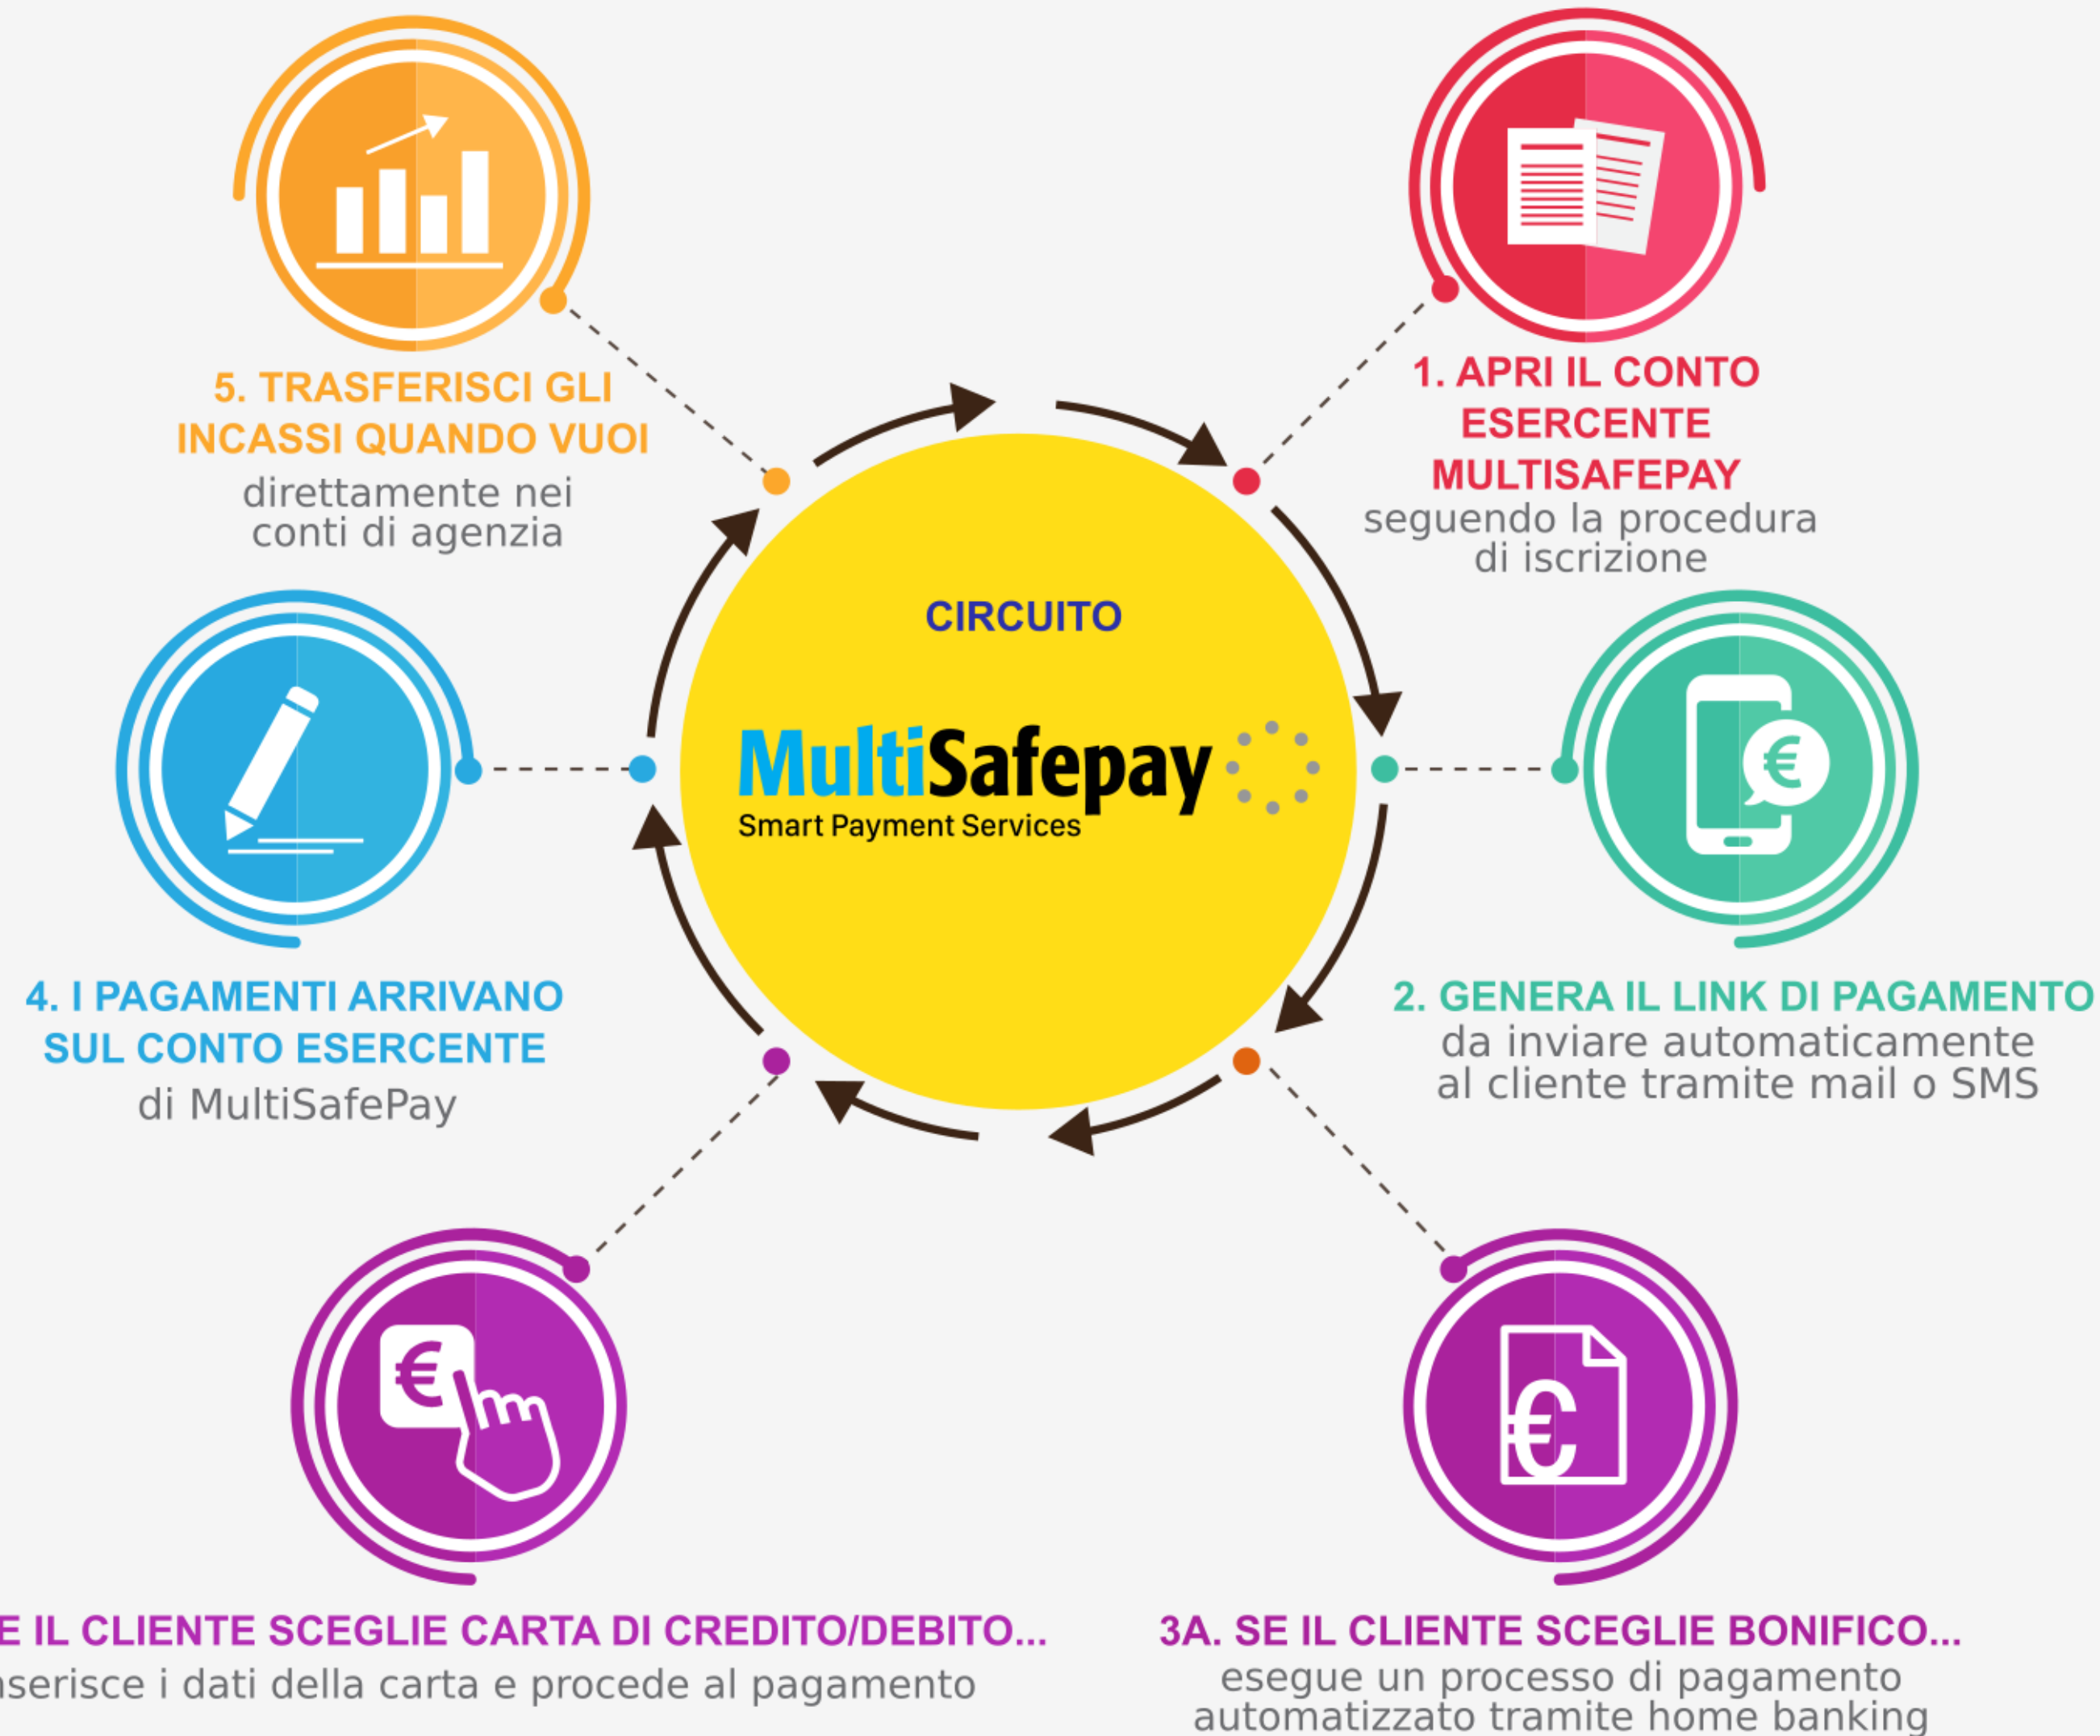 1. APRI IL CONTO
ESERCENTE
MULTISAFEPAY
seguendo la procedura
di iscrizione
2. GENERA IL LINK DI PAGAMENTO
da inviare automaticamente
al cliente tramite mail o SMS
3A. SE IL CLIENTE SCEGLIE BONIFICO...
esegue un processo di pagamento
automatizzato tramite home banking
E IL CLIENTE SCEGLIE CARTA DI CREDITO/DEBITO...
nserisce i dati della carta e procede al pagamento
4. I PAGAMENTI ARRIVANO
SUL CONTO ESERCENTE
di MultiSafePay
5. TRASFERISCI GLI
INCASSI QUANDO VUOI
direttamente nei
conti di agenzia
CIRCUITO
MultiSafepay
Smart Payment Services
€
€
€